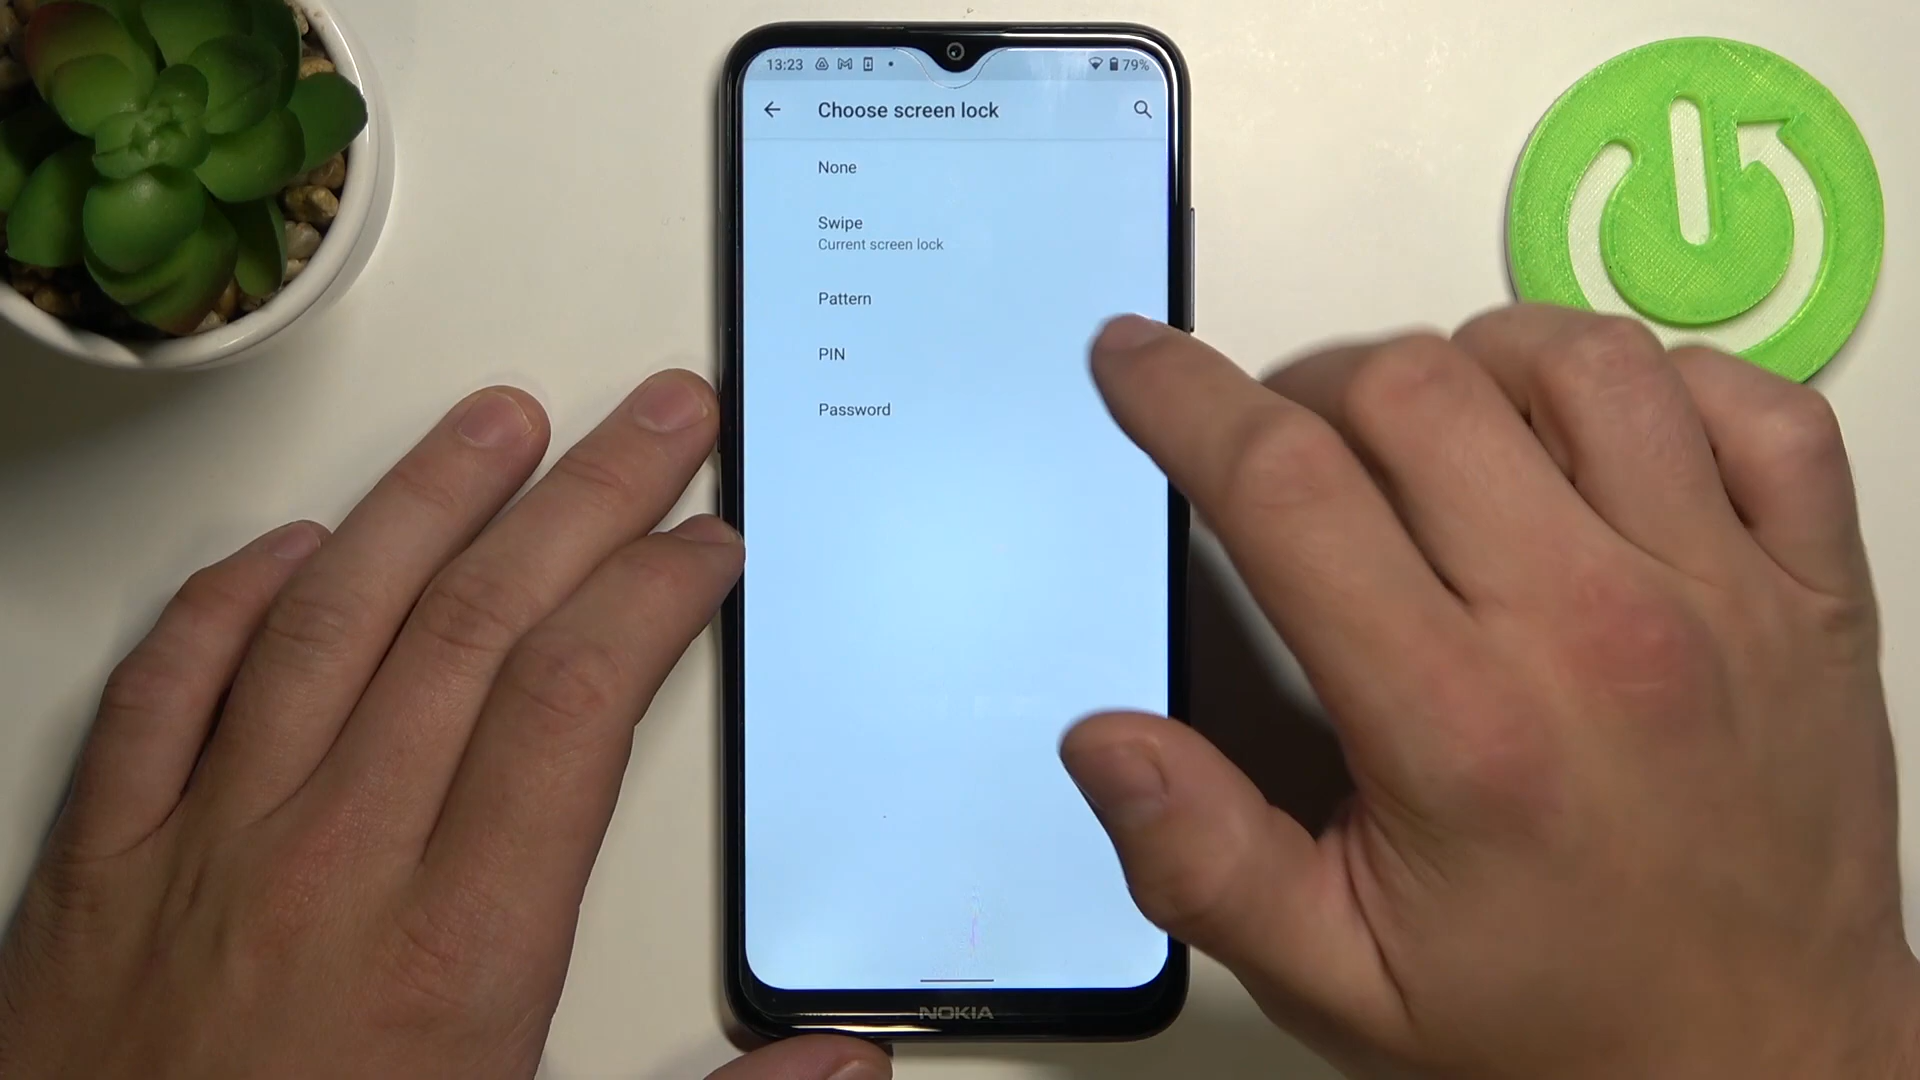 13:23
79%
Choose screen lock
None
Swipe
Current screen lock
Pattern
PIN
Password
NOKIA